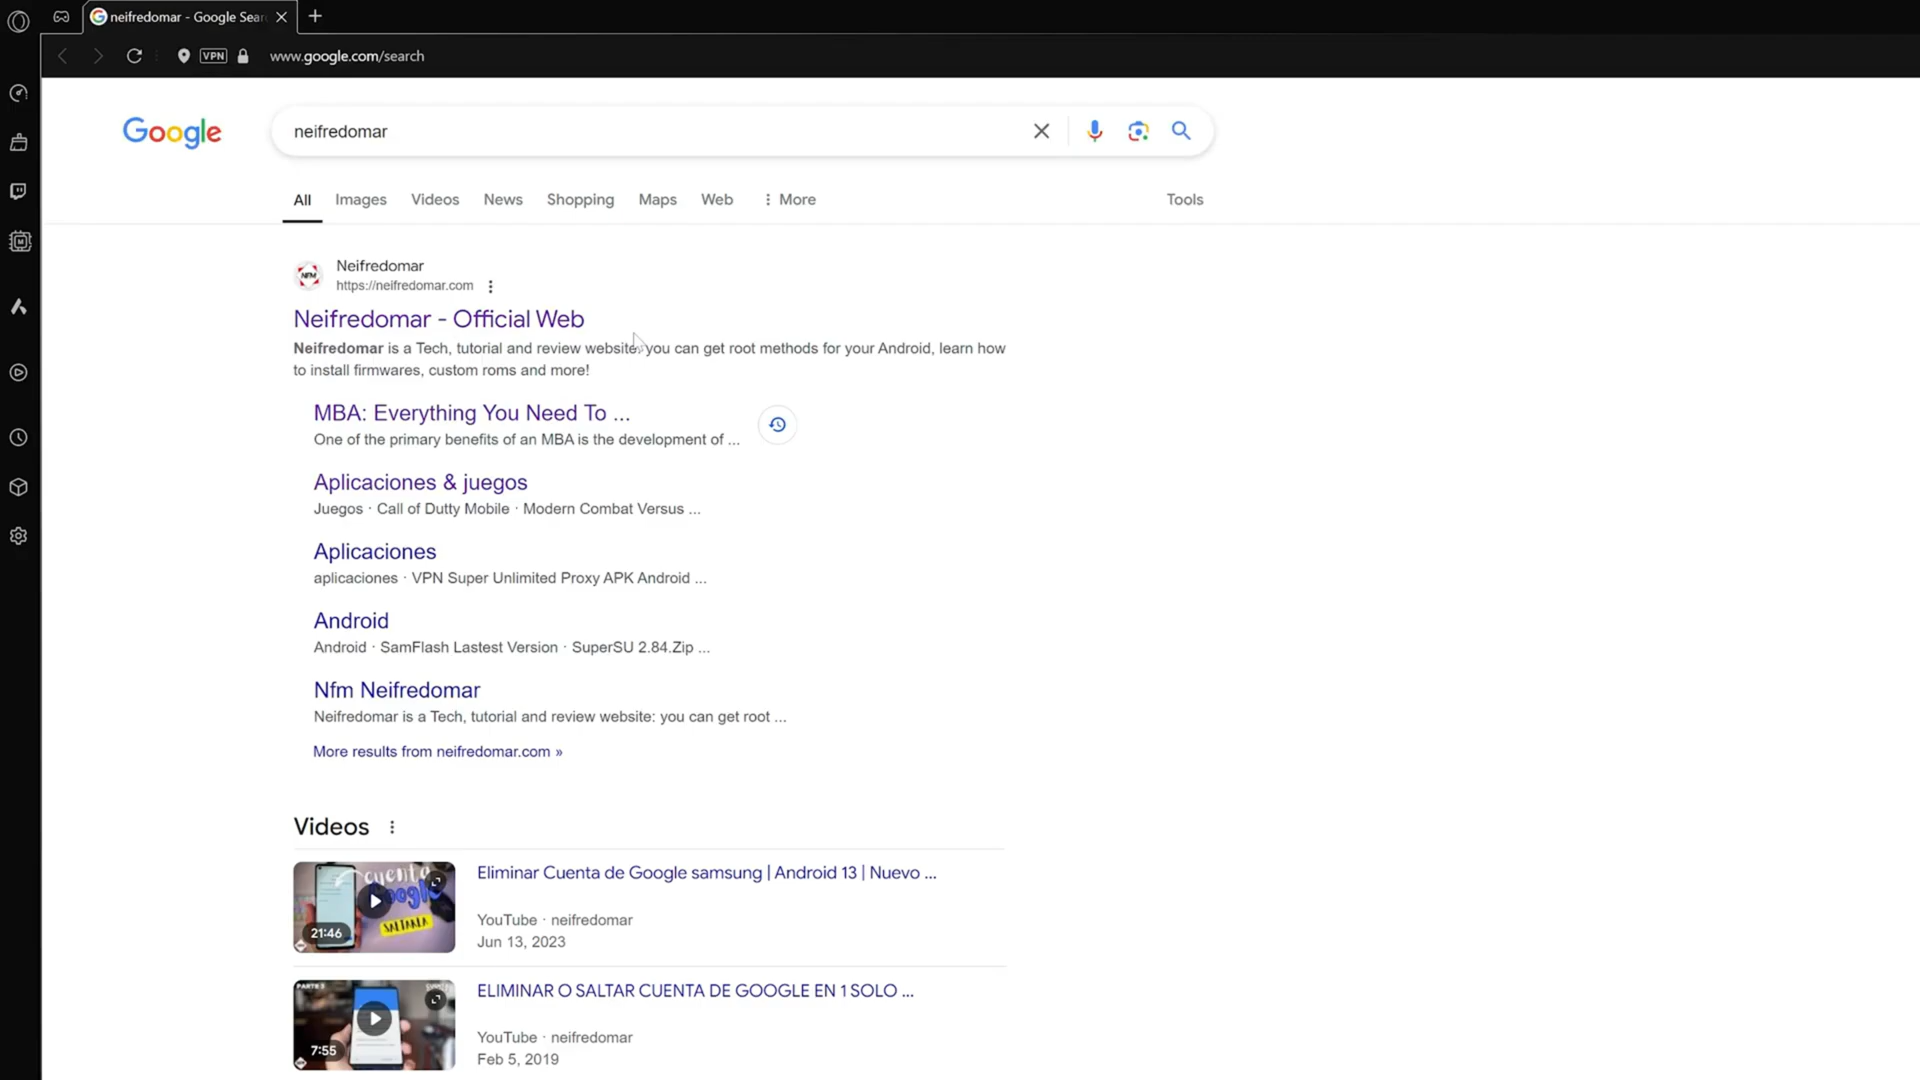 neifredomar - Google Sear
VPN
www.google.com/search
Google
neifredomar
All
Images
Videos
News
Shopping
Maps
Web
More
Tools
NFM
Neifredomar
https://neifredomar.com
Neifredomar - Official Web
Neifredomar is a Tech, tutorial and review website: you can get root methods for your Android, learn how
to install firmwares, custom roms and more!
MBA: Everything You Need To ...
One of the primary benefits of an MBA is the development of ...
Aplicaciones & juegos
Juegos · Call of Dutty Mobile · Modern Combat Versus ...
Aplicaciones
aplicaciones · VPN Super Unlimited Proxy APK Android ...
Android
Android · SamFlash Lastest Version · SuperSU 2.84.Zip ...
Nfm Neifredomar
Neifredomar is a Tech, tutorial and review website: you can get root ...
More results from neifredomar.com »
Videos
cuenta
Google
SALTARLA
21:46
Eliminar Cuenta de Google samsung | Android 13 | Nuevo ...
YouTube · neifredomar
Jun 13, 2023
PARTE
7:55
ELIMINAR O SALTAR CUENTA DE GOOGLE EN 1 SOLO ...
YouTube · neifredomar
Feb 5, 2019